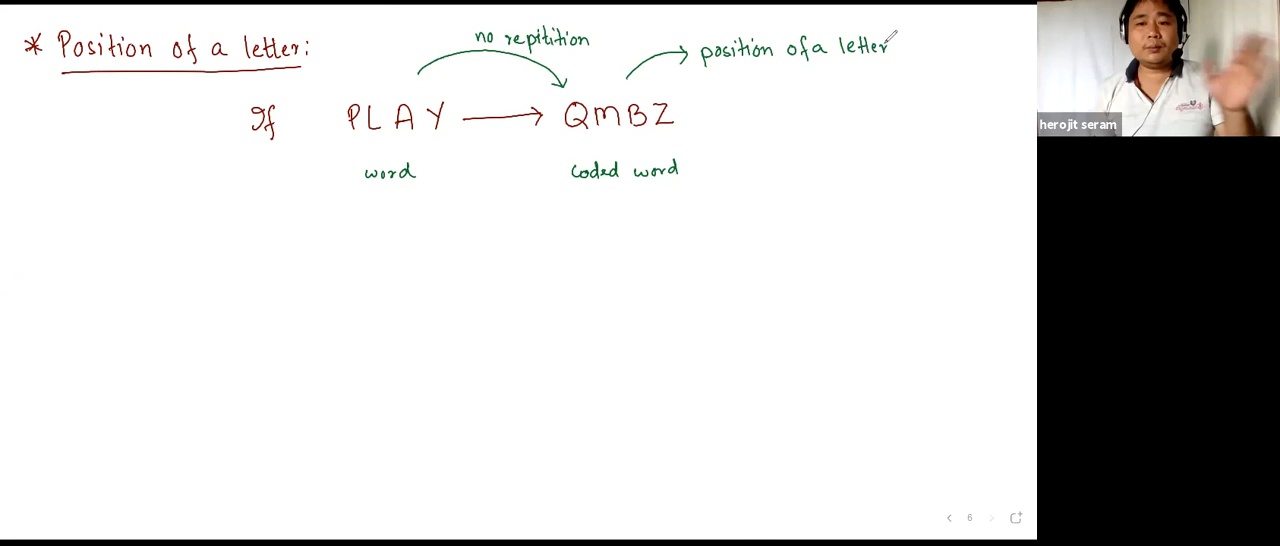 * Position of a letter:
no repitition
position of a letter
If PLAY → QMBZ
word coded word
herojit seram
6